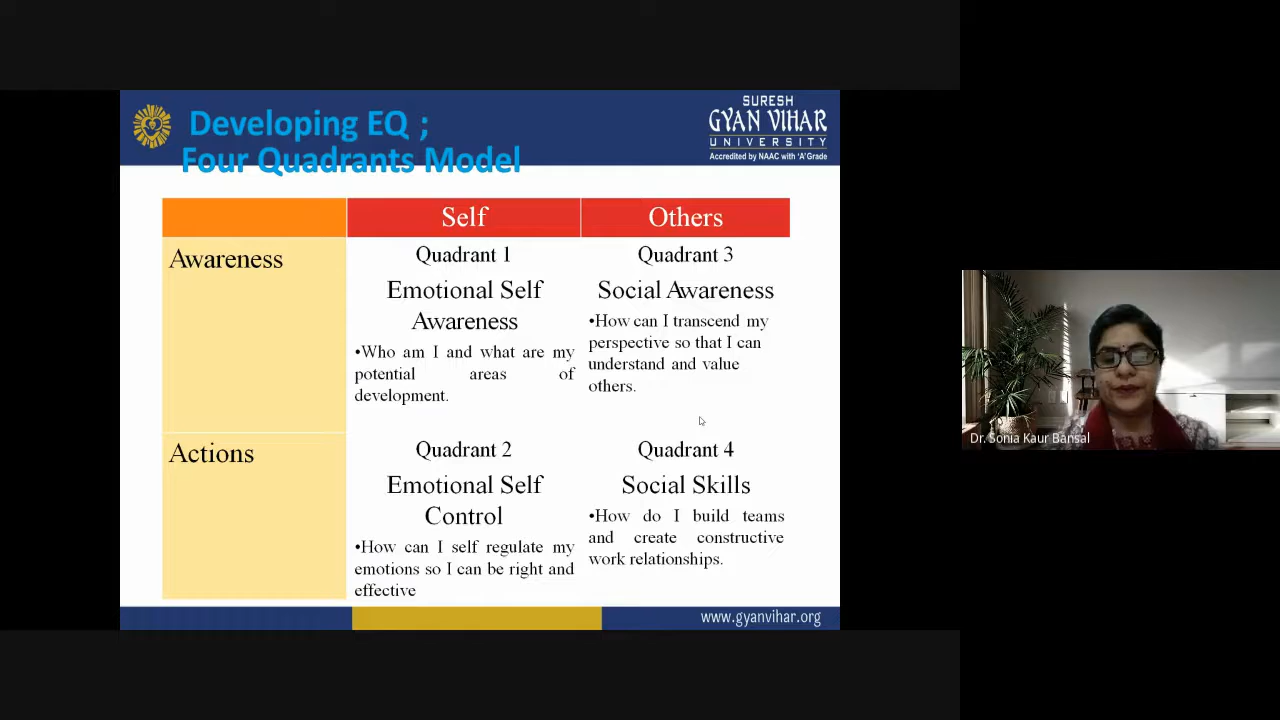 Developing EQ ;
Four Quadrants Model
SURESH
GYAN VIHAR
UNIVERSITY
Accredited by NAAC with 'A' Grade
Self
Others
Awareness
Quadrant 1
Emotional Self
Awareness
•Who am I and what are my
potential areas of
development.
Quadrant 3
Social Awareness
•How can I transcend my
perspective so that I can
understand and value
others.
Actions
Quadrant 2
Emotional Self
Control
•How can I self regulate my
emotions so I can be right and
effective
Quadrant 4
Social Skills
•How do I build teams
and create constructive
work relationships.
www.gyanvihar.org
Dr. Sonia Kaur Bansal